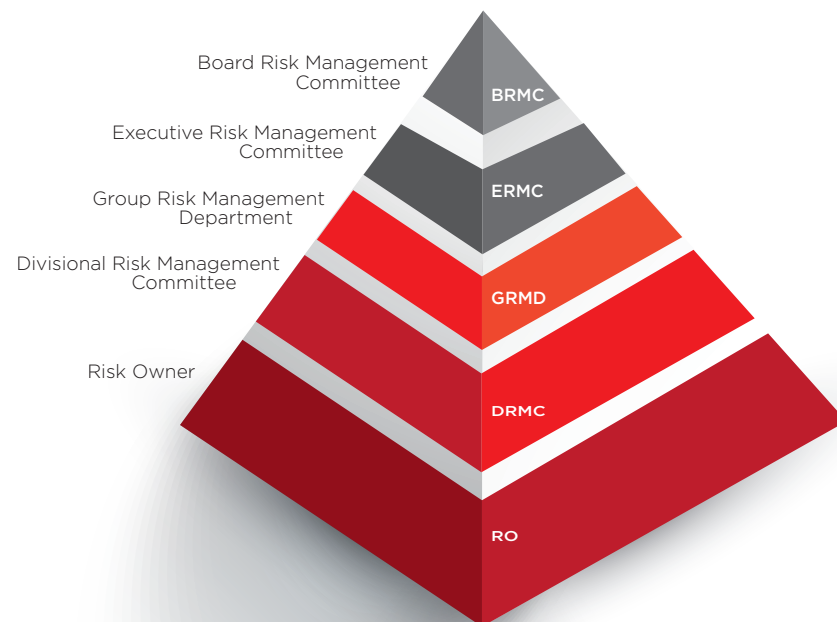 Board Risk Management
Committee
BRMC
Executive Risk Management
Committee
ERMC
Group Risk Management
Department
GRMD
Divisional Risk Management
Committee
DRMC
Risk Owner
RO